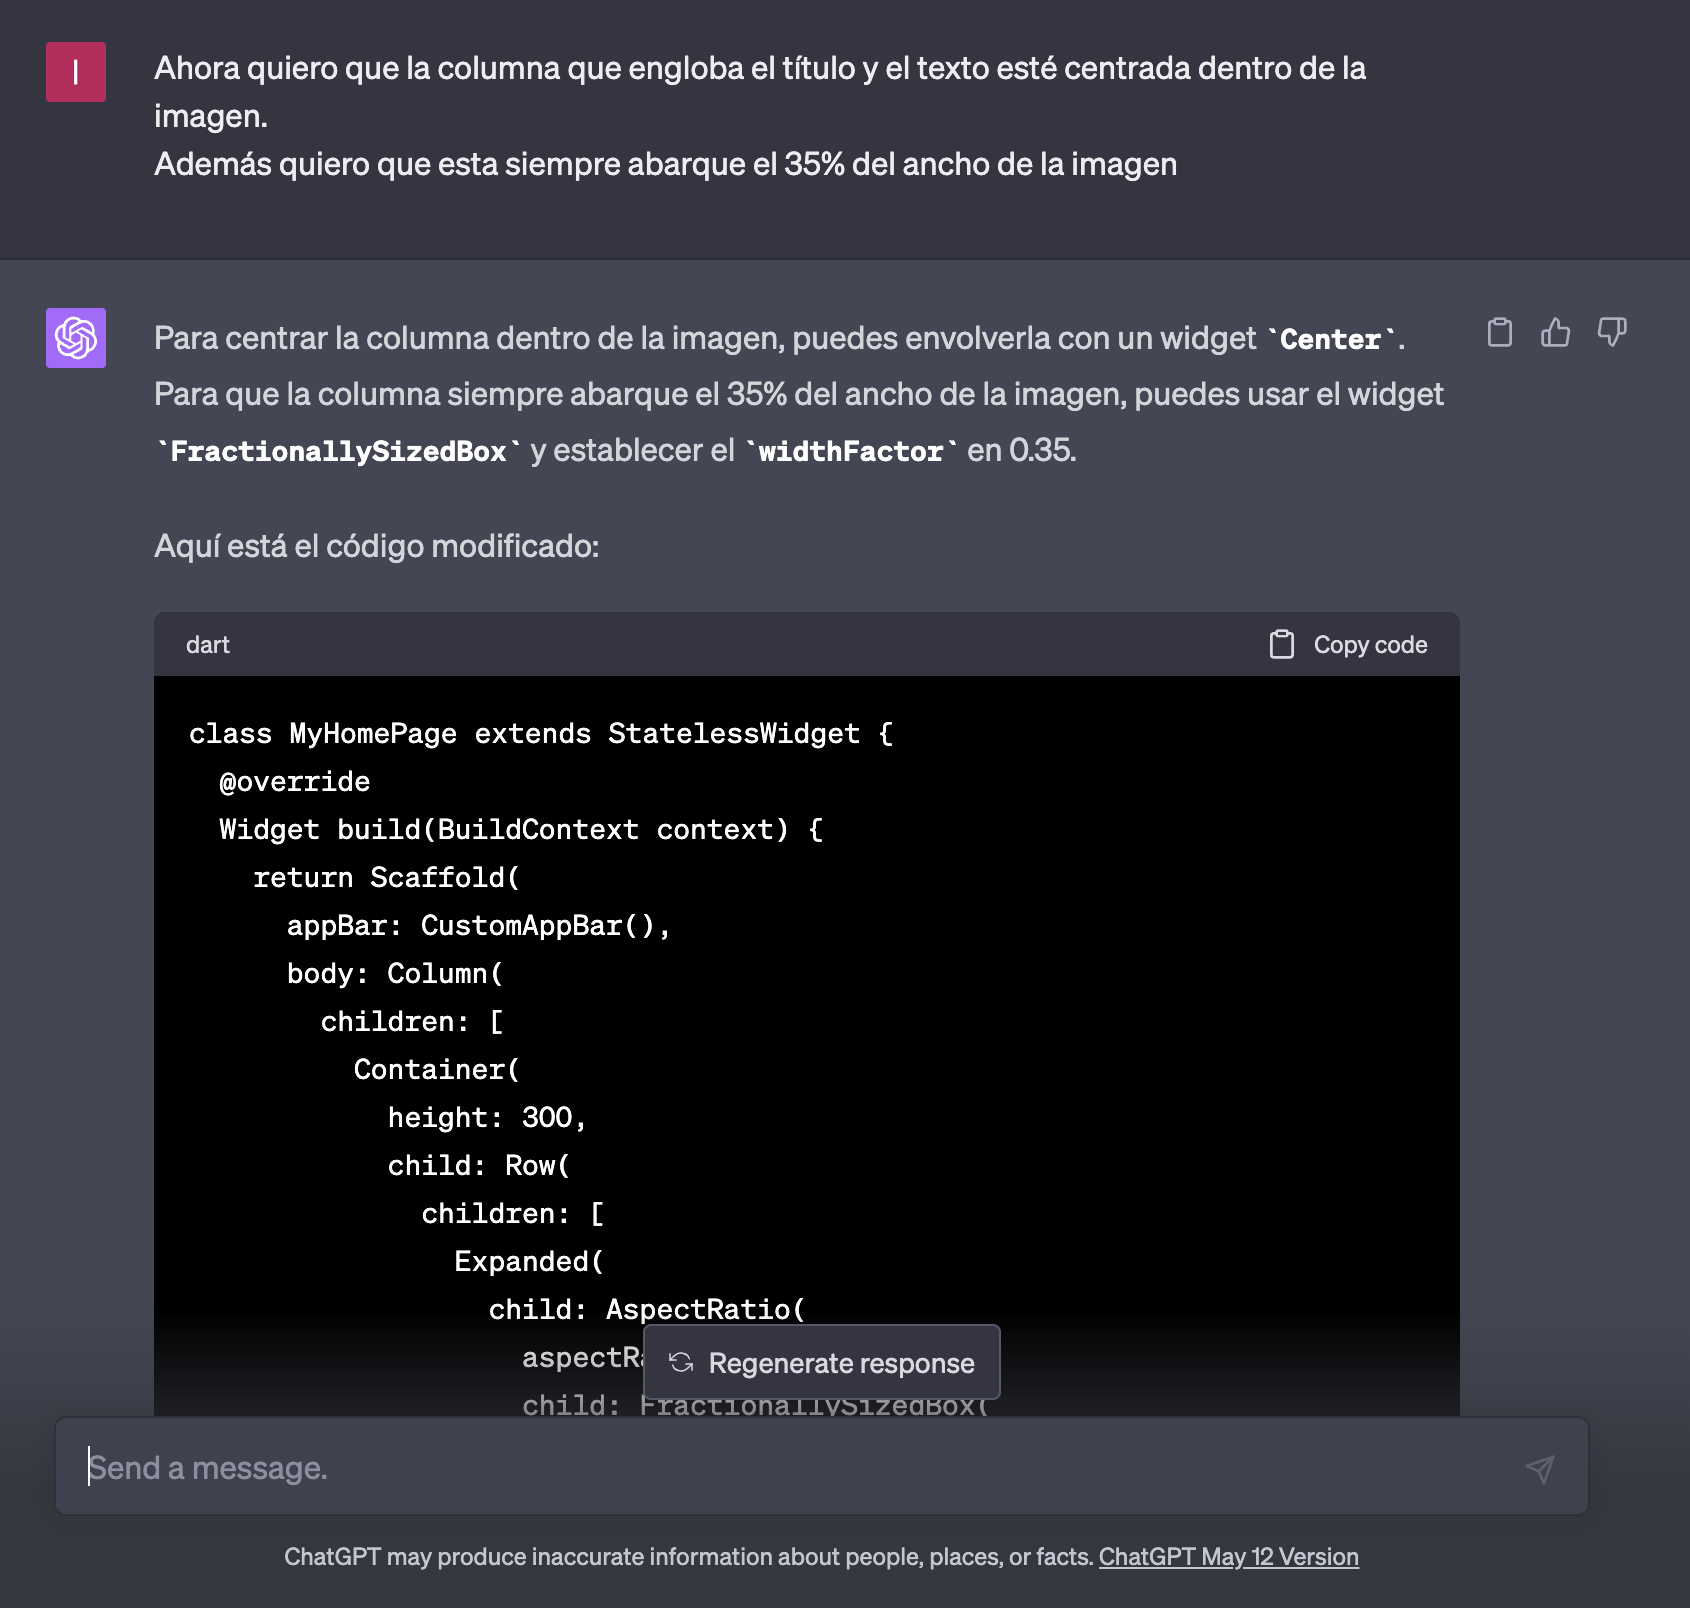 I
Ahora quiero que la columna que engloba el título y el texto esté centrada dentro de la
imagen.
Además quiero que esta siempre abarque el 35% del ancho de la imagen
Para centrar la columna dentro de la imagen, puedes envolverla con un widget `Center`.
Para que la columna siempre abarque el 35% del ancho de la imagen, puedes usar el widget
`FractionallySizedBox` y establecer el `widthFactor` en 0.35.
Aquí está el código modificado:
dart
Copy code
class MyHomePage extends StatelessWidget {
@override
Widget build(BuildContext context) {
return Scaffold(
appBar: CustomAppBar(),
body: Column(
children: [
Container(
height: 300,
child: Row(
children: [
Expanded(
child: AspectRatio(
Regenerate response
child: FractionallySizedBox(
Send a message.
ChatGPT may produce inaccurate information about people, places, or facts. ChatGPT May 12 Version